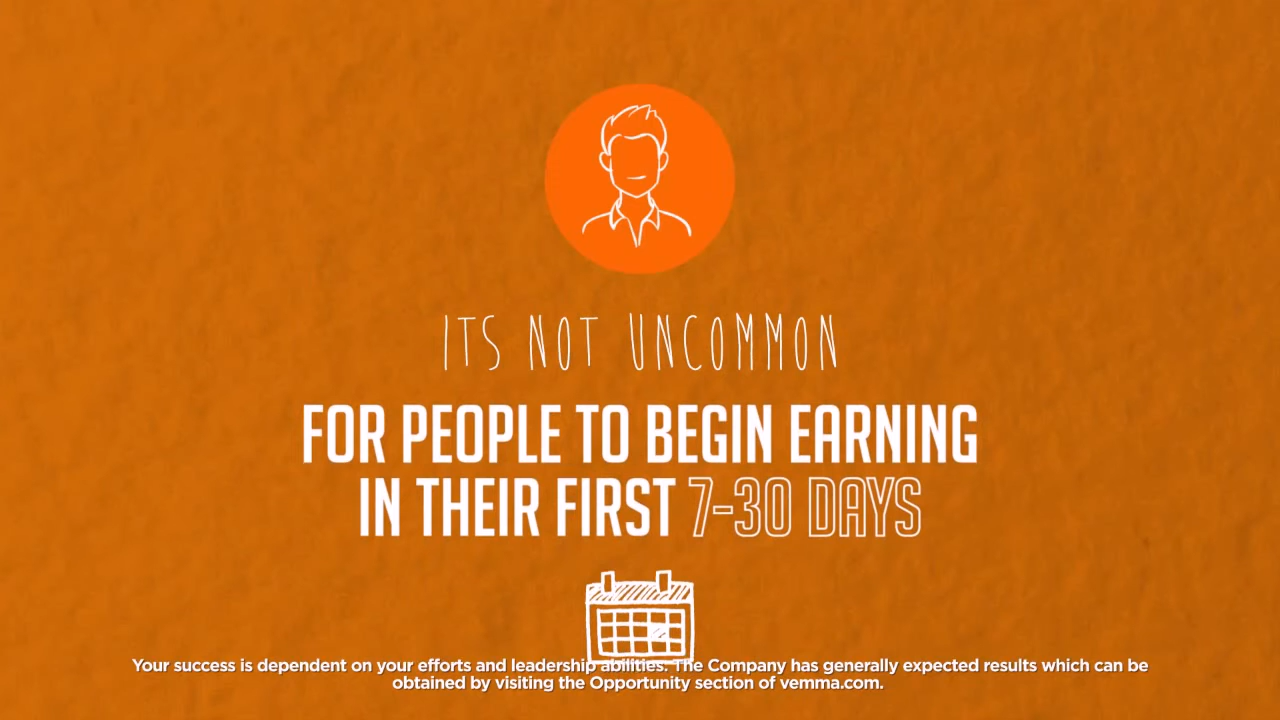 ITS NOT UNCOMMON
FOR PEOPLE TO BEGIN EARNING
IN THEIR FIRST 7-30 DAYS
Your success is dependent on your efforts and leadership abilities. The Company has generally expected results which can be
obtained by visiting the Opportunity section of vemma.com.